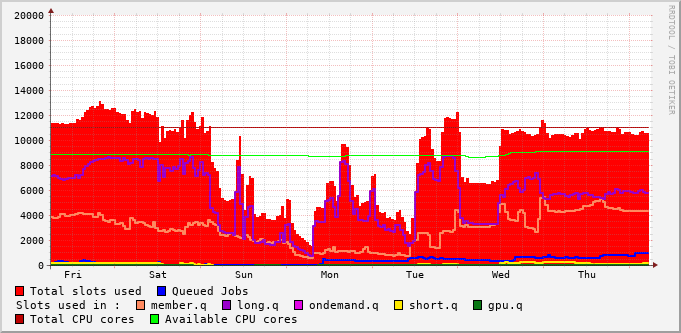 20000
18000
16000
14000
12000
10000
8000
6000
4000
2000
0
Fri Sat Sun Mon Tue Wed Thu
RRDTOOL / TOBI OETIKER
Total slots used Queued Jobs
Slots used in : member.q long.q ondemand.q short.q gpu.q
Total CPU cores Available CPU cores